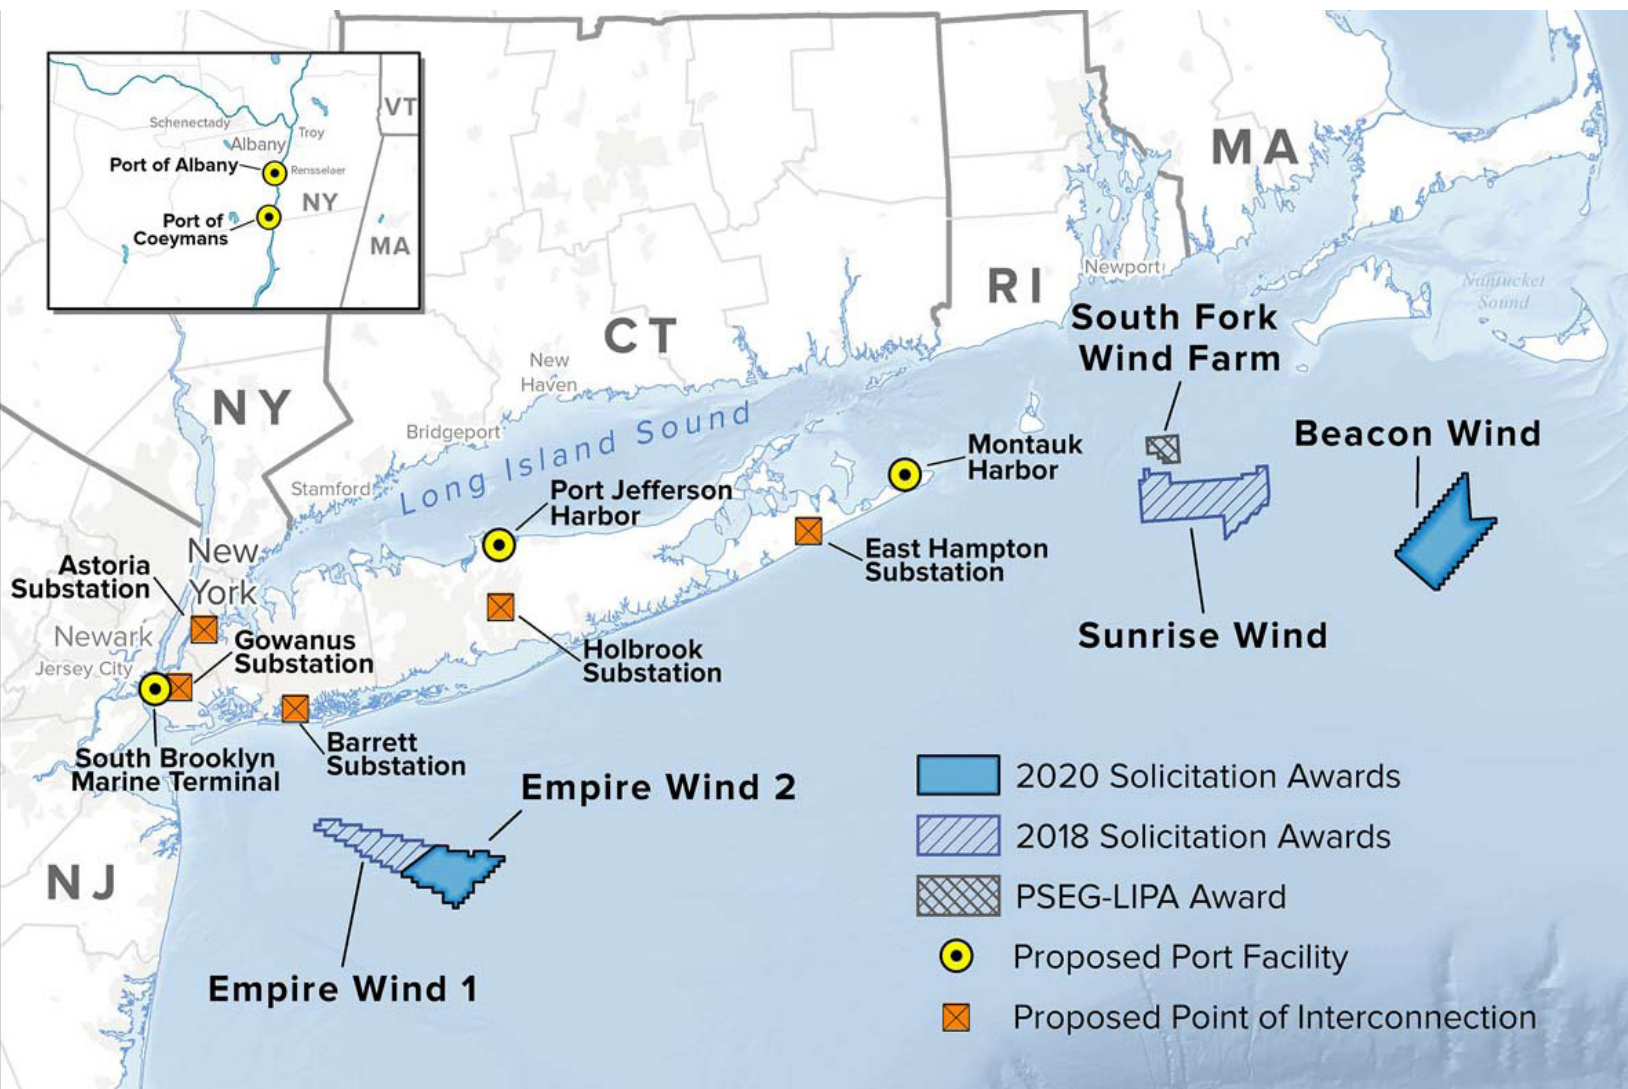 VT
Schenectady
Troy
Albany
Port of Albany
Rensselaer
NY
Port of
Coeymans
MA
MA
RI
Newport
Nantucket
Sound
South Fork
Wind Farm
CT
New
Haven
NY
Bridgeport
Long Island Sound
Beacon Wind
Montauk
Harbor
Stamford
Port Jefferson
Harbor
New
York
Astoria
Substation
East Hampton
Substation
Newark
Jersey City
Gowanus
Substation
Holbrook
Substation
Sunrise Wind
South Brooklyn
Marine Terminal
Barrett
Substation
Empire Wind 2
NJ
Empire Wind 1
2020 Solicitation Awards
2018 Solicitation Awards
PSEG-LIPA Award
Proposed Port Facility
Proposed Point of Interconnection